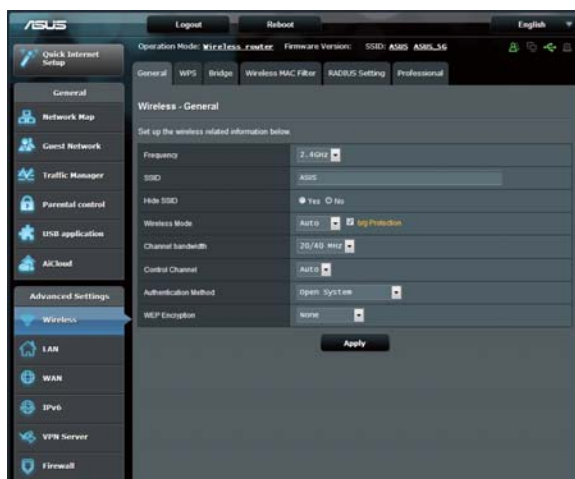 ASUS
Logout Reboot English
Quick Internet Setup
Operation Mode: Wireless router Firmware Version: SSID: ASUS ASUS_5G
General WPS Bridge Wireless MAC Filter RADIUS Setting Professional
General
Network Map
Guest Network
Traffic Manager
Parental control
USB application
AiCloud
Advanced Settings
Wireless
LAN
WAN
IPv6
VPN Server
Firewall
Wireless - General
Set up the wireless related information below.
Frequency 2.4GHz
SSID ASUS
Hide SSID Yes No
Wireless Mode Auto b/g Protection
Channel bandwidth 20/40 MHz
Control Channel Auto
Authentication Method Open System
WEP Encryption None
Apply